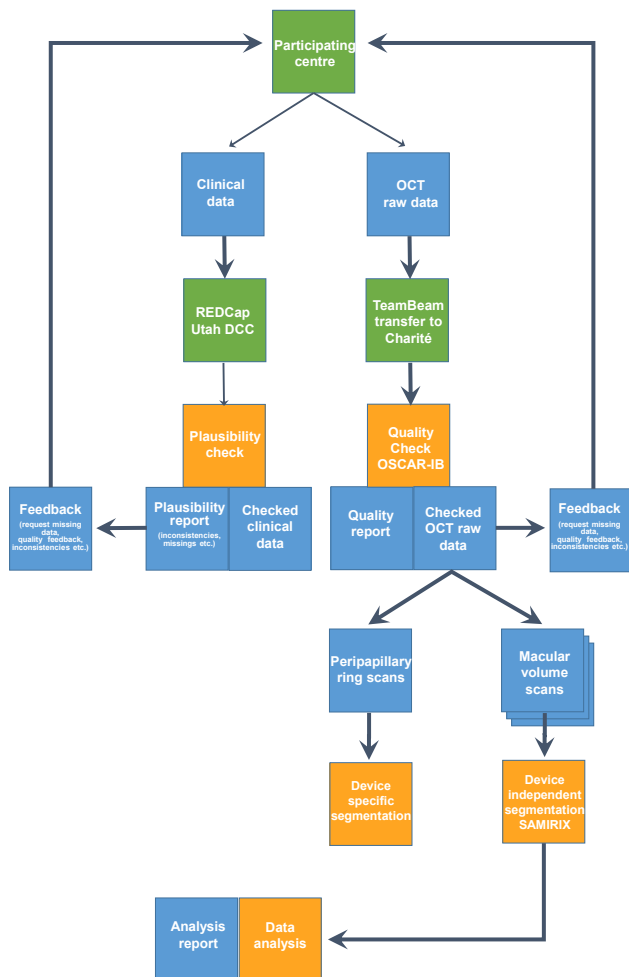 Participating
centre
Clinical
data
OCT
raw data
REDCap
Utah DCC
TeamBeam
transfer to
Charité
Plausibility
check
Quality
Check
OSCAR-IB
Feedback
(request missing
data,
quality feedback,
inconsistencies etc.)
Plausibility
report
(inconsistencies,
missings etc.)
Checked
clinical
data
Quality
report
Checked
OCT raw
data
Feedback
(request missing
data,
quality feedback,
inconsistencies etc.)
Peripapillary
ring scans
Macular
volume
scans
Device
specific
segmentation
Device
independent
segmentation
SAMIRIX
Analysis
report
Data
analysis